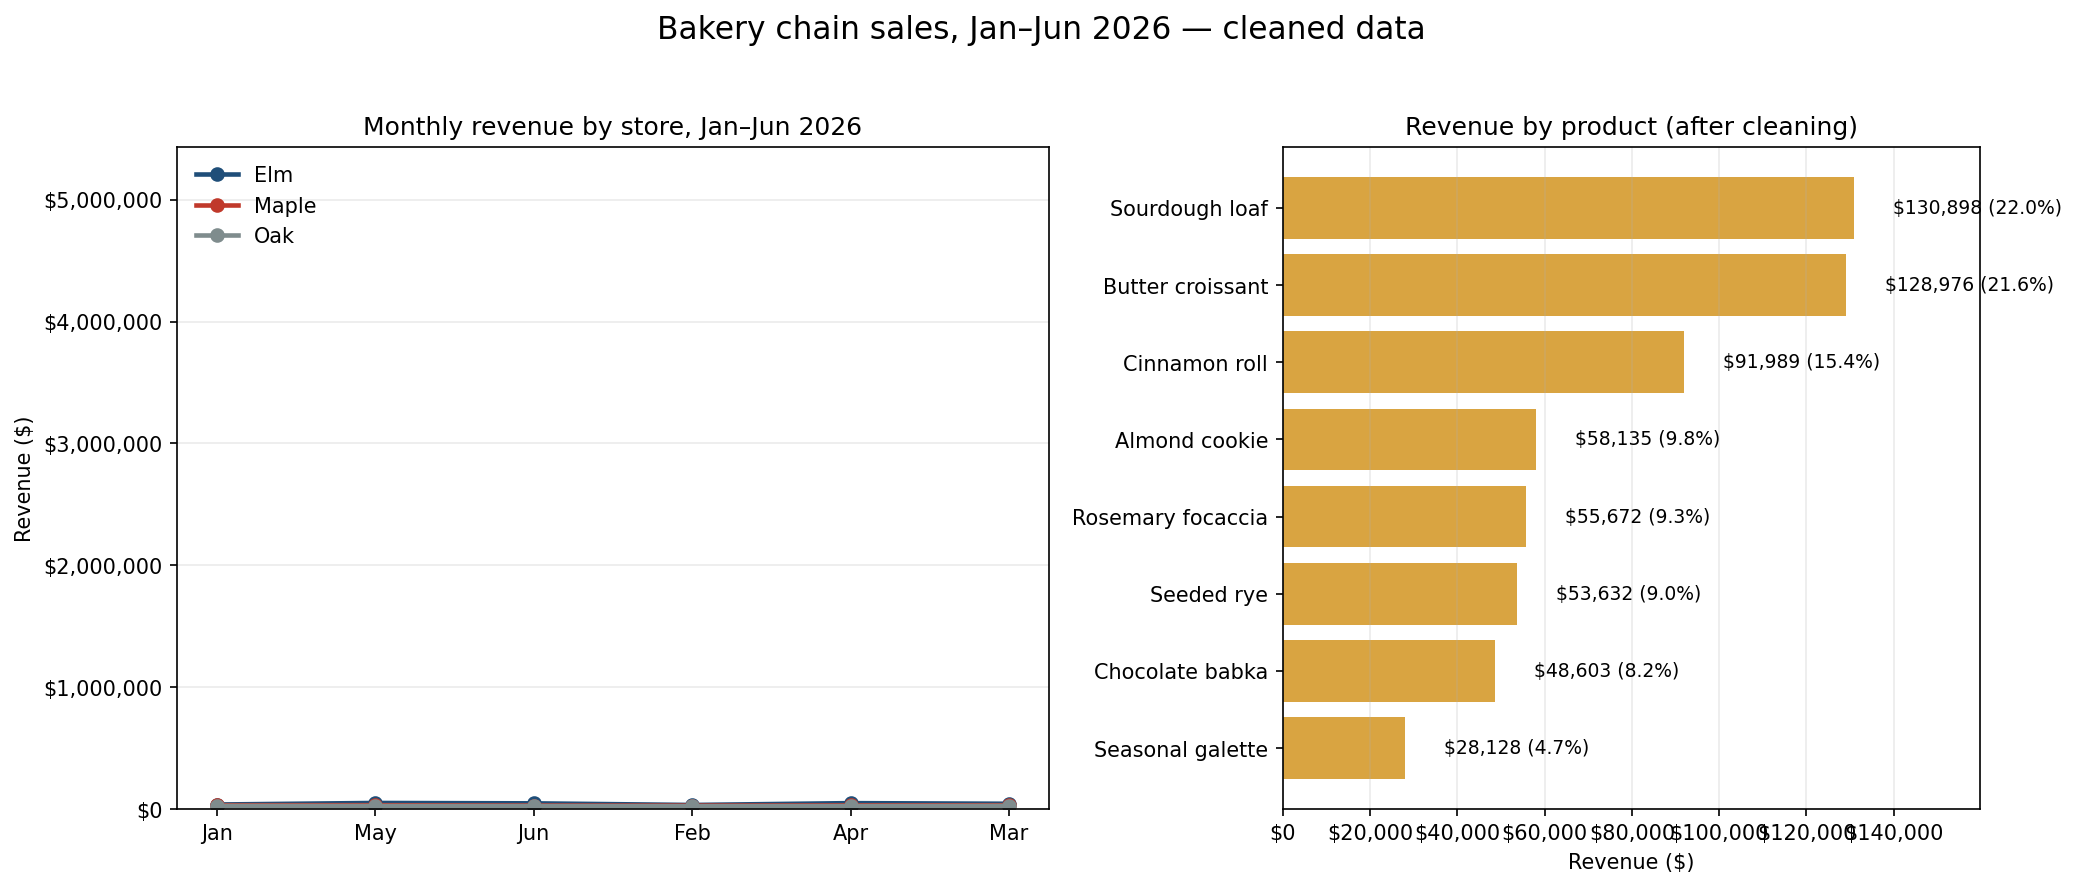 Bakery chain sales, Jan–Jun 2026 — cleaned data
Monthly revenue by store, Jan–Jun 2026
Elm
Maple
Oak
Revenue ($)
$5,000,000
$4,000,000
$3,000,000
$2,000,000
$1,000,000
$0
Jan May Jun Feb Apr Mar
Revenue by product (after cleaning)
Sourdough loaf $130,898 (22.0%)
Butter croissant $128,976 (21.6%)
Cinnamon roll $91,989 (15.4%)
Almond cookie $58,135 (9.8%)
Rosemary focaccia $55,672 (9.3%)
Seeded rye $53,632 (9.0%)
Chocolate babka $48,603 (8.2%)
Seasonal galette $28,128 (4.7%)
$0 $20,000 $40,000 $60,000 $80,000 $100,000 $120,000 $140,000
Revenue ($)